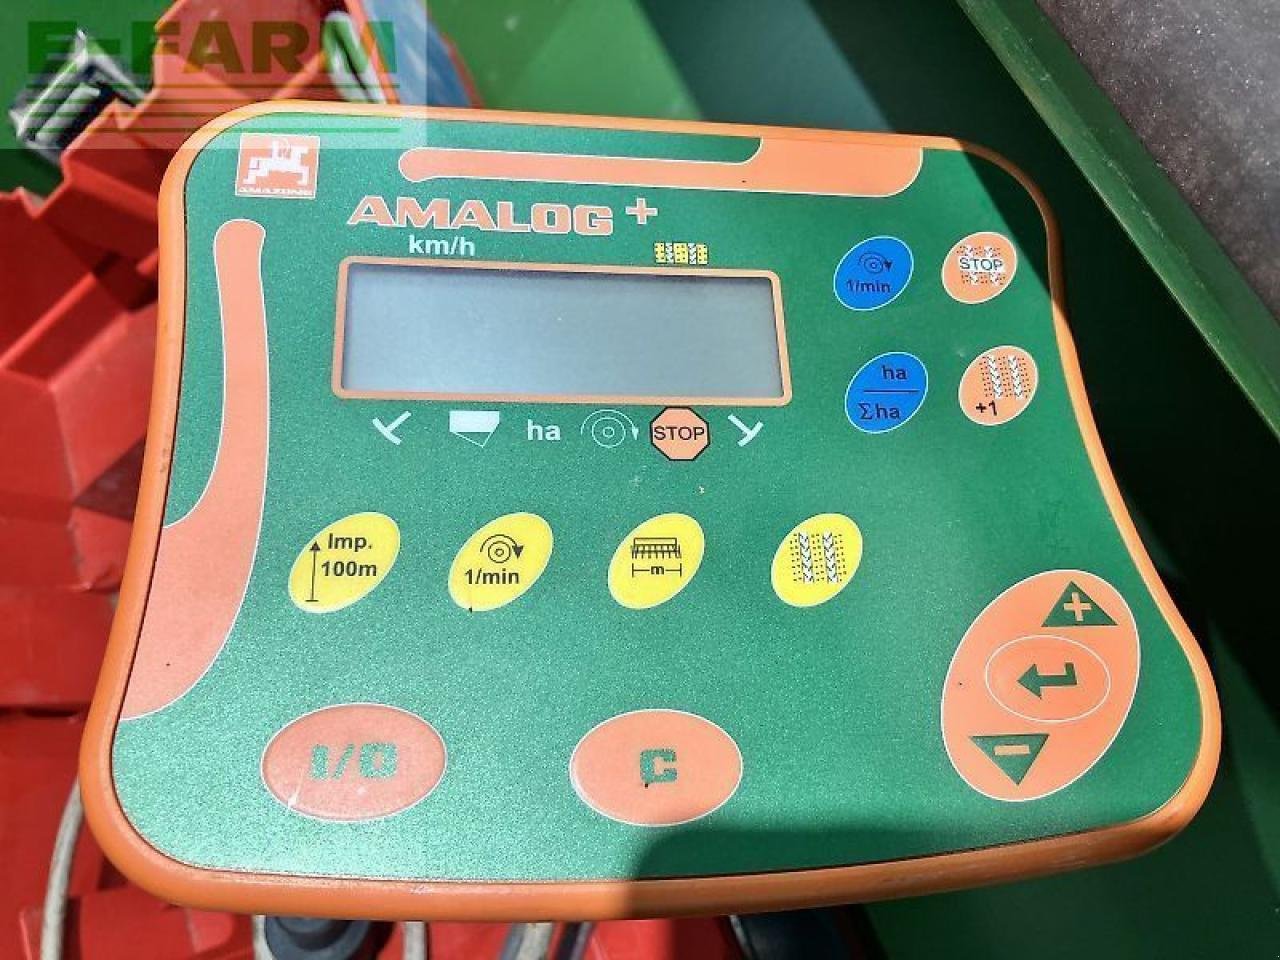 E-FARM
AMAZONE
AMALOG+
km/h
1/min
STOP
ha
Σha
+1
ha
STOP
Imp.
100m
1/min
m
+
-
I/O
C